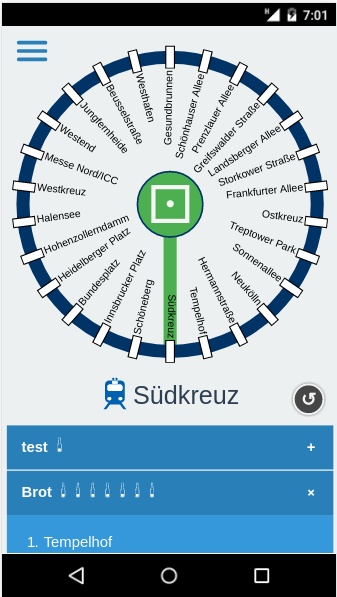 H
7:01
Gesundbrunnen
Schönhauser Allee
Prenzlauer Allee
Greifswalder Straße
Landsberger Allee
Storkower Straße
Frankfurter Allee
Ostkreuz
Treptower Park
Sonnenallee
Neukölln
Hermannstraße
Tempelhof
Südkreuz
Schöneberg
Innsbrucker Platz
Bundesplatz
Heidelberger Platz
Hohenzollerndamm
Halensee
Westkreuz
Messe Nord/ICC
Westend
Jungfernheide
Beusselstraße
Westhafen
Südkreuz
test +
Brot ×
1. Tempelhof